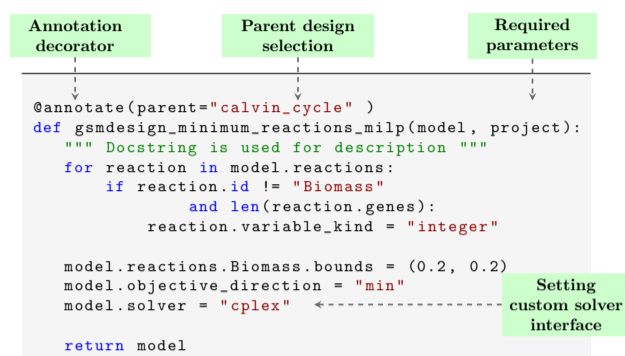 Annotation
decorator
Parent design
selection
Required
parameters
@annotate(parent="calvin_cycle" )
def gsmdesign_minimum_reactions_milp(model, project):
""" Docstring is used for description """
for reaction in model.reactions:
if reaction.id != "Biomass"
and len(reaction.genes):
reaction.variable_kind = "integer"
model.reactions.Biomass.bounds = (0.2, 0.2)
model.objective_direction = "min"
model.solver = "cplex"
Setting
custom solver
interface
return model